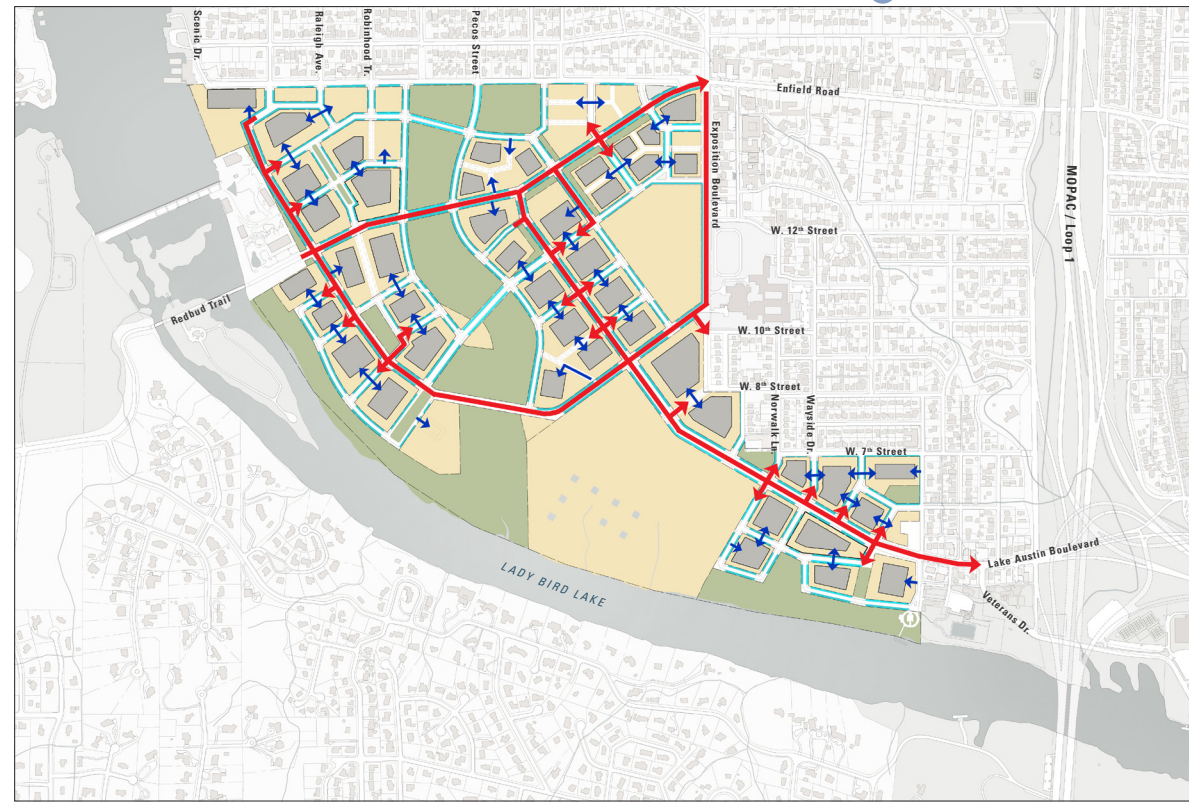 Scenic Dr.
Raleigh Ave.
Robinhood Tr.
Pecos Street
Enfield Road
Exposition Boulevard
MOPAC / Loop 1
W. 12th Street
Redbud Trail
W. 10th Street
W. 8th Street
Norwalk Ln.
Wayside Dr.
W. 7th Street
Lake Austin Boulevard
LADY BIRD LAKE
Veterans Dr.